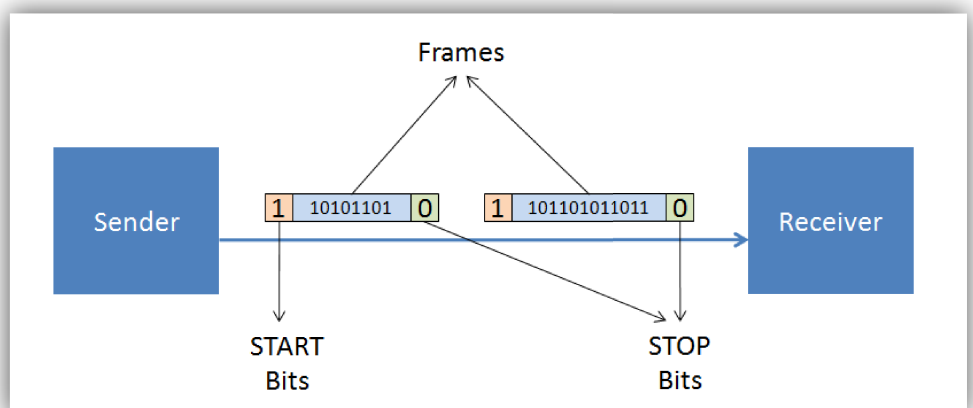 Frames
Sender
1 10101101 0
1 101101011011 0
Receiver
START
Bits
STOP
Bits